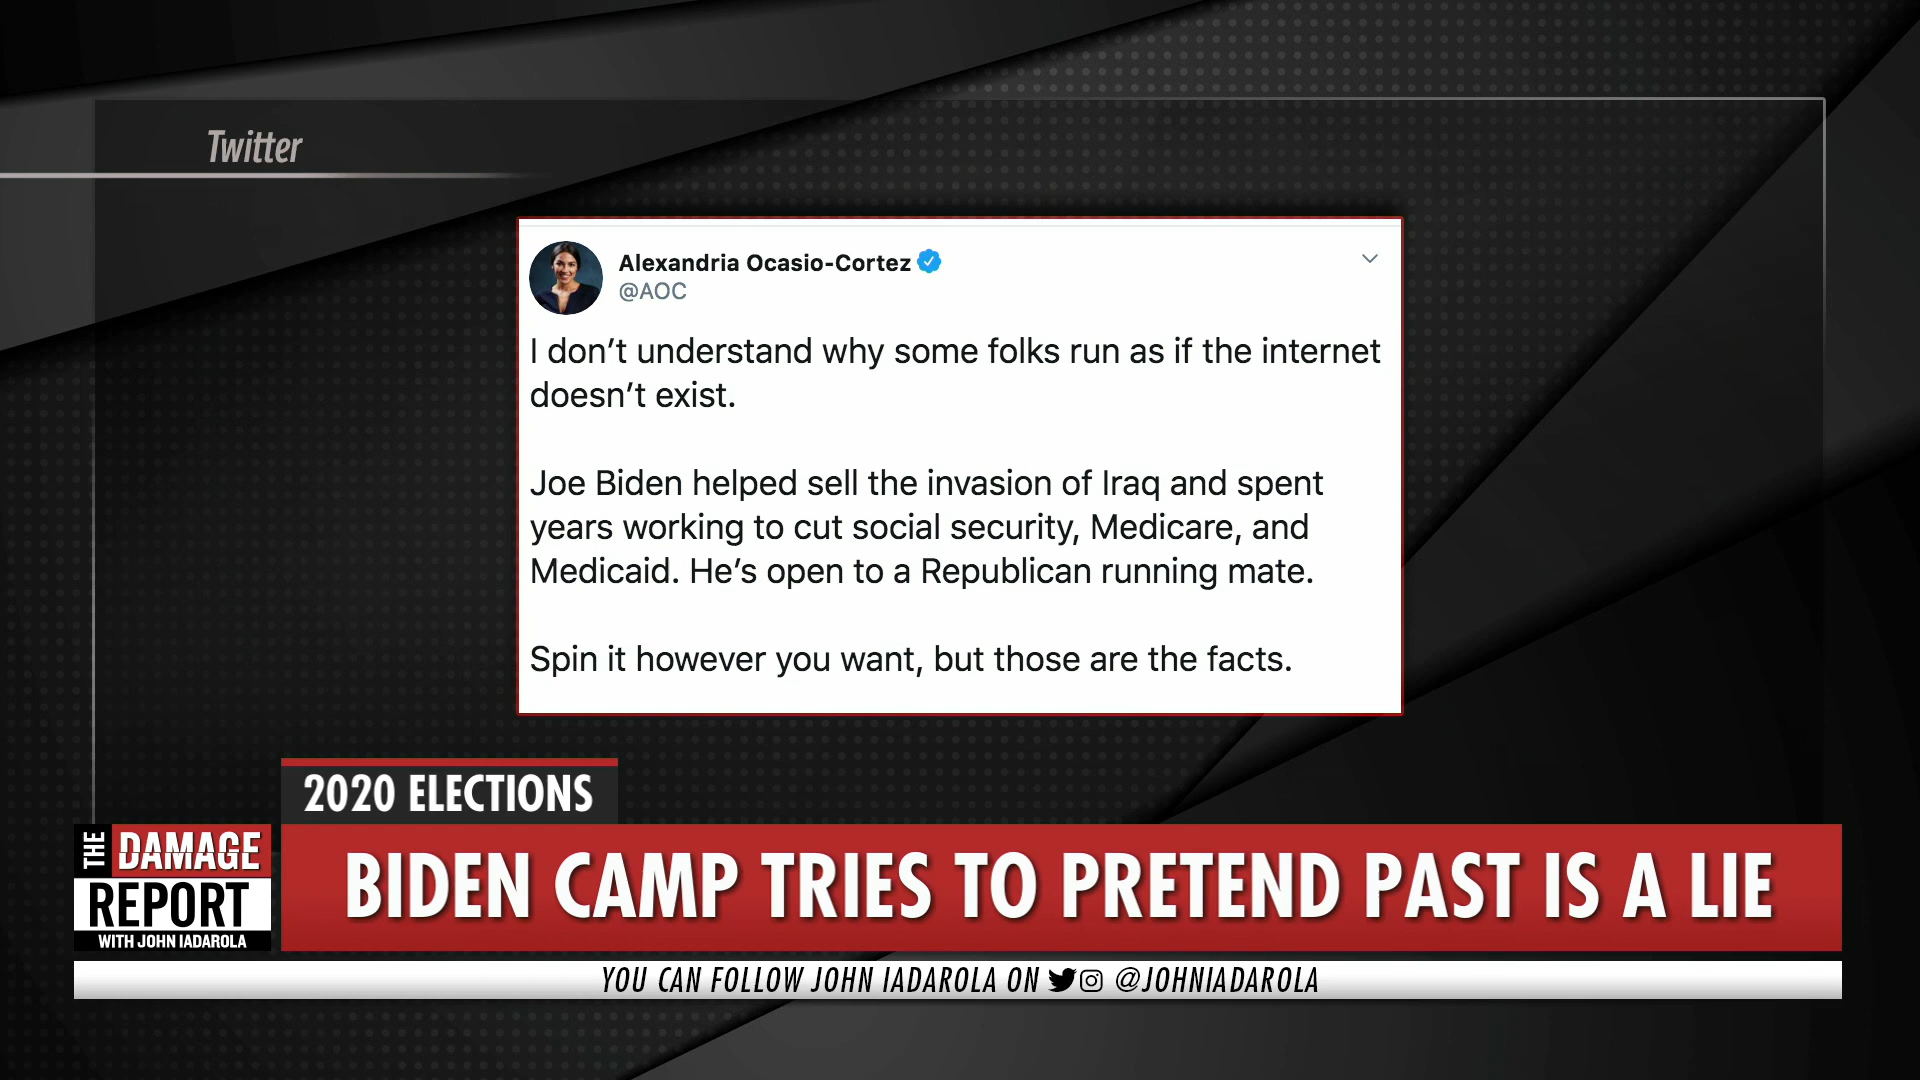 Twitter
Alexandria Ocasio-Cortez
@AOC
I don’t understand why some folks run as if the internet
doesn’t exist.
Joe Biden helped sell the invasion of Iraq and spent
years working to cut social security, Medicare, and
Medicaid. He’s open to a Republican running mate.
Spin it however you want, but those are the facts.
2020 ELECTIONS
THE DAMAGE
REPORT
WITH JOHN IADAROLA
BIDEN CAMP TRIES TO PRETEND PAST IS A LIE
YOU CAN FOLLOW JOHN IADAROLA ON @JOHNIADAROLA